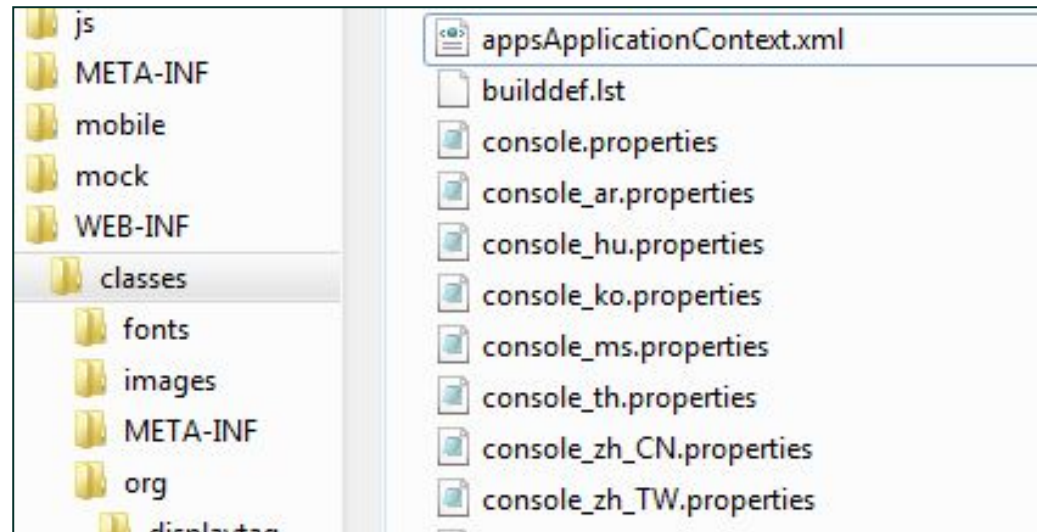 js
META-INF
mobile
mock
WEB-INF
classes
fonts
images
META-INF
org
displaytag
appsApplicationContext.xml
builddef.lst
console.properties
console_ar.properties
console_hu.properties
console_ko.properties
console_ms.properties
console_th.properties
console_zh_CN.properties
console_zh_TW.properties